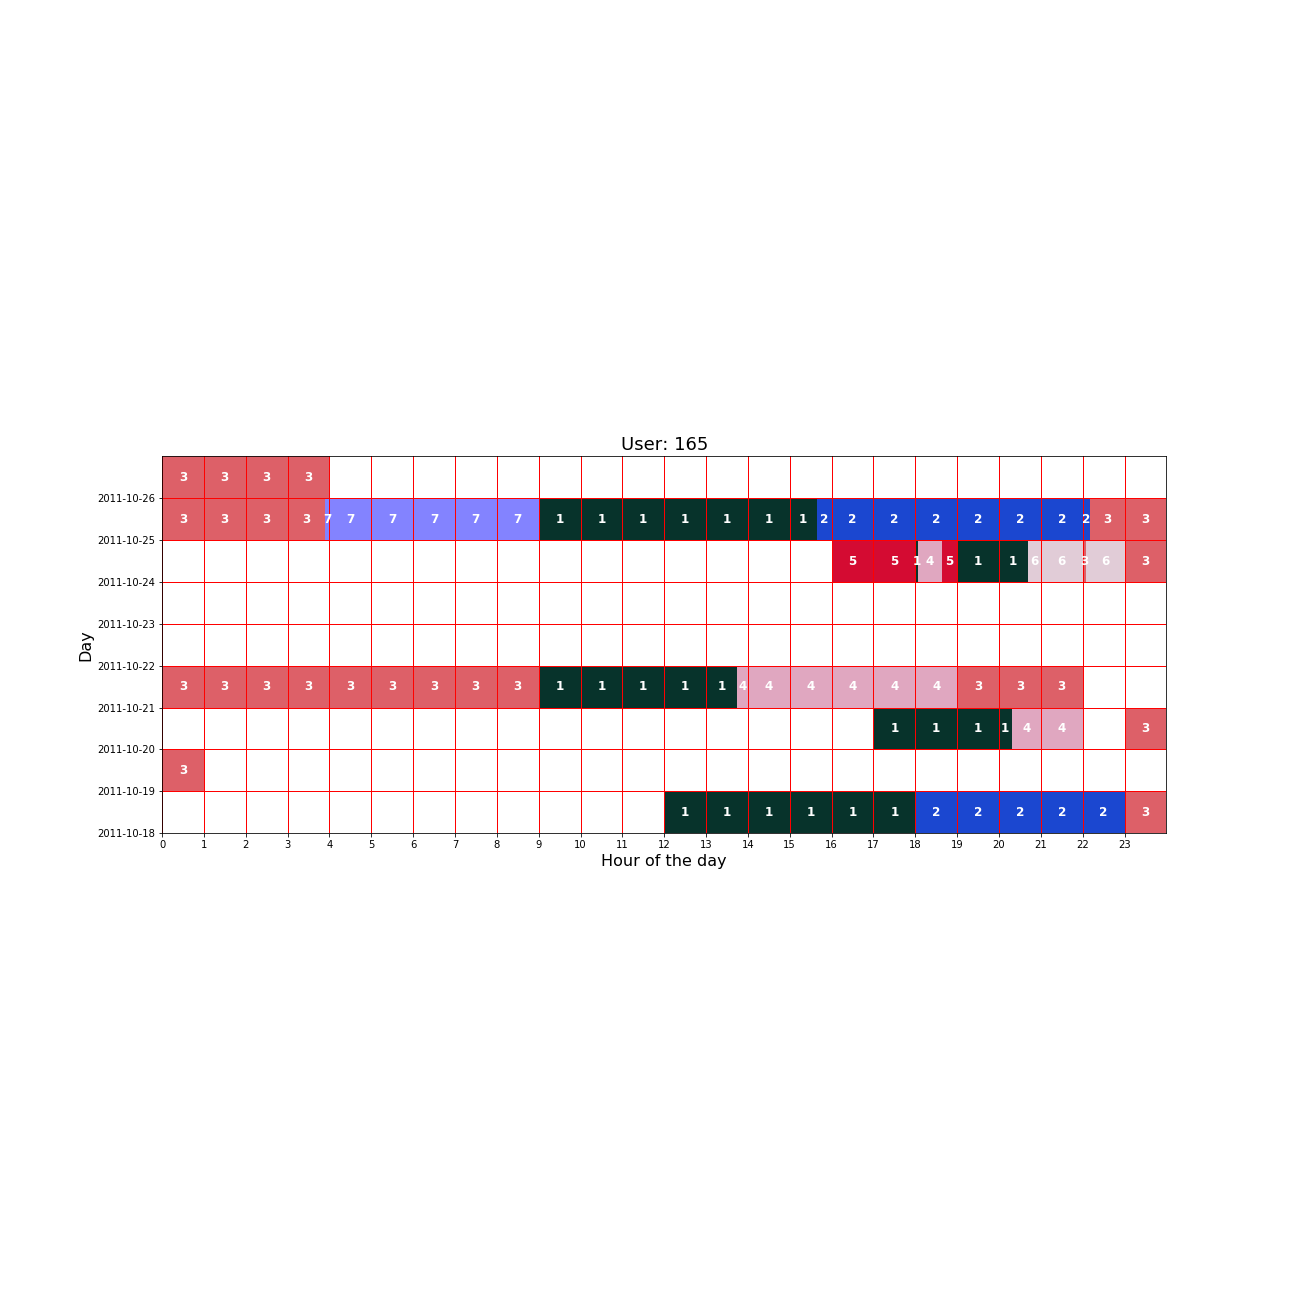 User: 165
3 3 3 3
2011-10-26
3 3 3 3 7 7 7 7 7 7 1 1 1 1 1 1 1 2 2 2 2 2 2 2 2 3 3
2011-10-25
5 5 1 4 5 1 1 6 6 3 6 3
2011-10-24
2011-10-23
Day
2011-10-22
3 3 3 3 3 3 3 3 3 1 1 1 1 1 4 4 4 4 4 4 3 3 3
2011-10-21
1 1 1 1 4 4 3
2011-10-20
3
2011-10-19
1 1 1 1 1 1 2 2 2 2 2 3
2011-10-18
0 1 2 3 4 5 6 7 8 9 10 11 12 13 14 15 16 17 18 19 20 21 22 23
Hour of the day